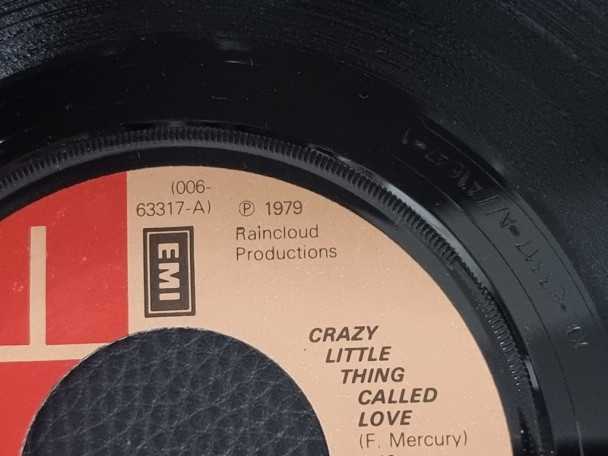 (006-
63317-A)
℗ 1979
Raincloud
Productions
EMI
CRAZY
LITTLE
THING
CALLED
LOVE
(F. Mercury)